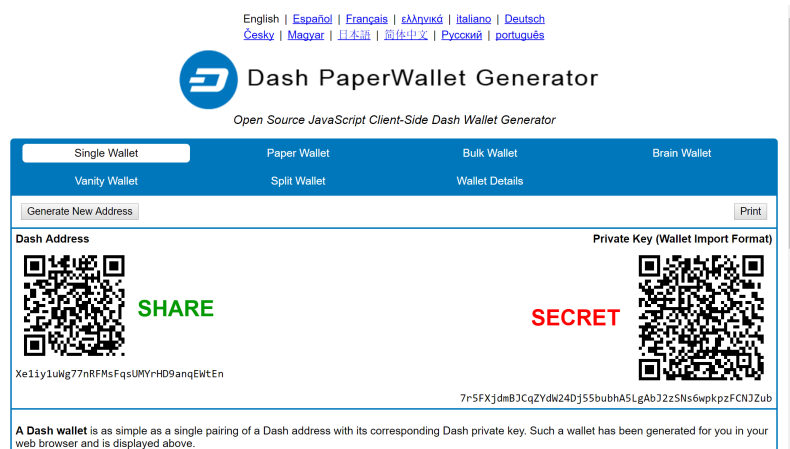 English | Español | Français | ελληνικά | italiano | Deutsch
Česky | Magyar | 日本語 | 简体中文 | Русский | português
Dash PaperWallet Generator
Open Source JavaScript Client-Side Dash Wallet Generator
Single Wallet Paper Wallet Bulk Wallet Brain Wallet
Vanity Wallet Split Wallet Wallet Details
Generate New Address Print
Dash Address Private Key (Wallet Import Format)
SHARE
SECRET
Xe1iy1uWg77nRFMsFqsUMYrHD9anqEWtEn
7r5FXjdmBJCqZYdW24Dj55bubhA5LgAbJ2zSNs6wpkpzFCNJZub
A Dash wallet is as simple as a single pairing of a Dash address with its corresponding Dash private key. Such a wallet has been generated for you in your
web browser and is displayed above.